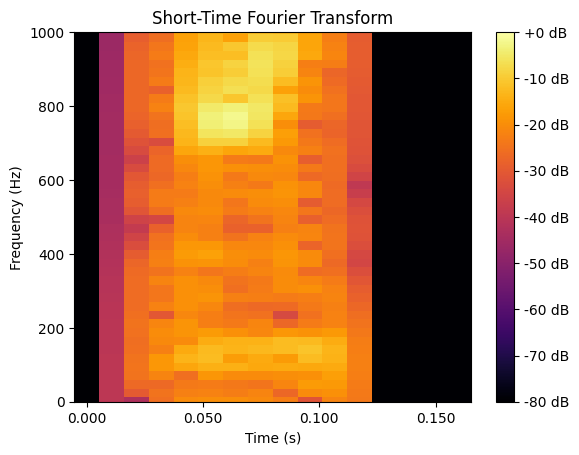 Short-Time Fourier Transform
Frequency (Hz)
1000
800
600
400
200
0
0.000
0.050
0.100
0.150
Time (s)
+0 dB
-10 dB
-20 dB
-30 dB
-40 dB
-50 dB
-60 dB
-70 dB
-80 dB